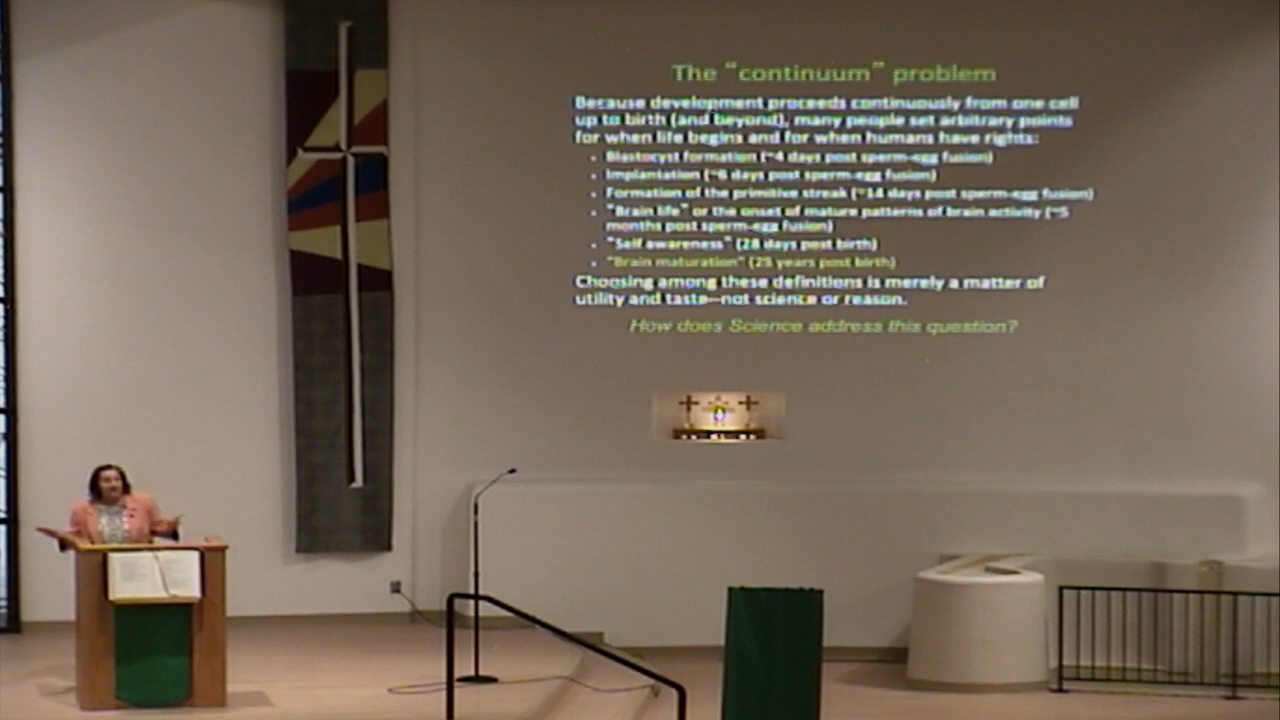 The “continuum” problem
Because development proceeds continuously from one cell
up to birth (and beyond), many people set arbitrary points
for when life begins and for when humans have rights:
• Blastocyst formation (~4 days post sperm-egg fusion)
• Implantation (~6 days post sperm-egg fusion)
• Formation of the primitive streak (~14 days post sperm-egg fusion)
• “Brain life” or the onset of mature patterns of brain activity (~5
months post sperm-egg fusion)
• “Self awareness” (28 days post birth)
• “Brain maturation” (25 years post birth)
Choosing among these definitions is merely a matter of
utility and taste--not science or reason.
How does Science address this question?